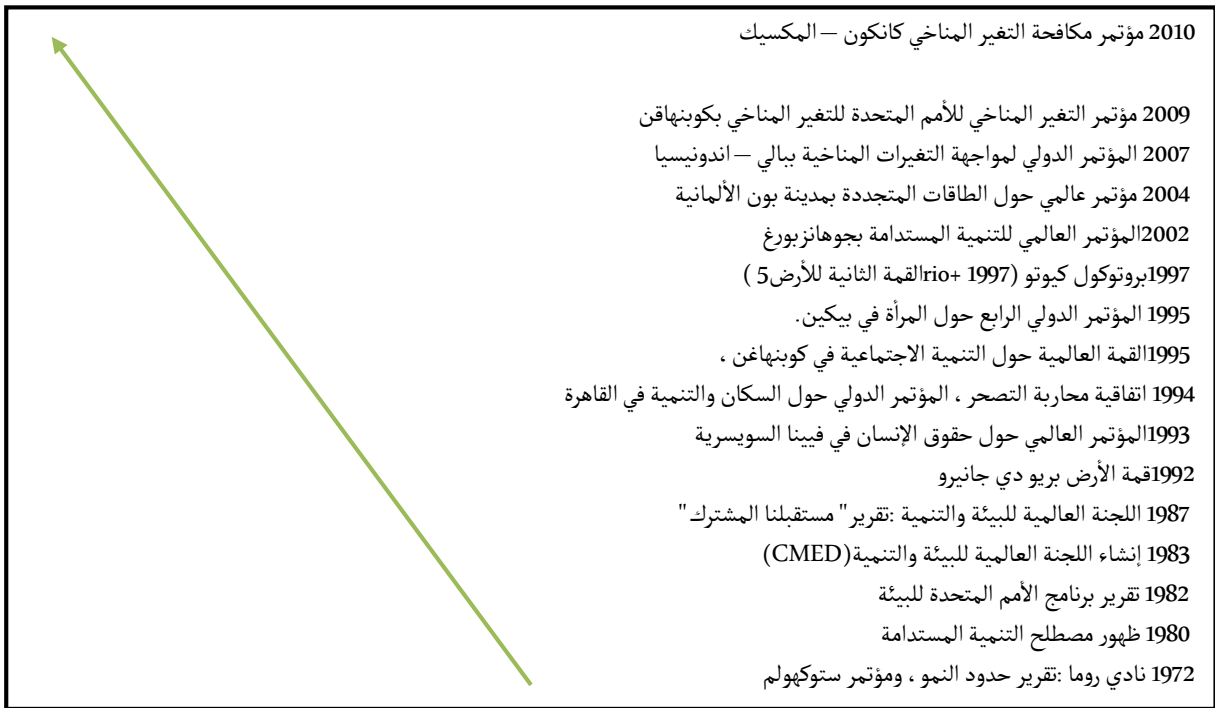 2010 مؤتمر مكافحة التغير المناخي كانكون – المكسيك
2009 مؤتمر التغير المناخي للأمم المتحدة للتغير المناخي بكوبنهاقن
2007 المؤتمر الدولي لمواجهة التغيرات المناخية ببالي – اندونيسيا
2004 مؤتمر عالمي حول الطاقات المتجددة بمدينة بون الألمانية
2002المؤتمر العالمي للتنمية المستدامة بجوهانزبورغ
1997بروتوكول كيوتو (1997 +rioالقمة الثانية للأرض5 )
1995 المؤتمر الدولي الرابع حول المرأة في بيكين.
1995القمة العالمية حول التنمية الاجتماعية في كوبنهاغن ،
1994 اتفاقية محاربة التصحر ، المؤتمر الدولي حول السكان والتنمية في القاهرة
1993المؤتمر العالمي حول حقوق الإنسان في فيينا السويسرية
1992قمة الأرض بريو دي جانيرو
1987 اللجنة العالمية للبيئة والتنمية :تقرير" مستقبلنا المشترك"
1983 إنشاء اللجنة العالمية للبيئة والتنمية(CMED)
1982 تقرير برنامج الأمم المتحدة للبيئة
1980 ظهور مصطلح التنمية المستدامة
1972 نادي روما :تقرير حدود النمو ، ومؤتمر ستوكهولم